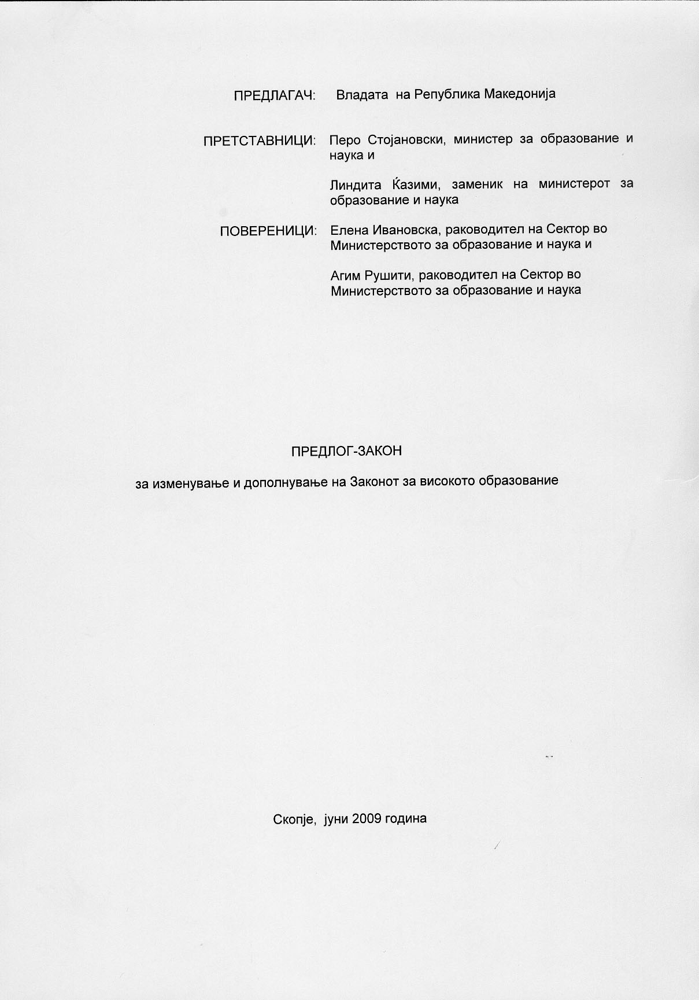 ПРЕДЛАГАЧ: Владата на Република Македонија
ПРЕТСТАВНИЦИ: Перо Стојановски, министер за образование и
наука и
Линдита Ќазими, заменик на министерот за
образование и наука
ПОВЕРЕНИЦИ: Елена Ивановска, раководител на Сектор во
Министерството за образование и наука и
Агим Рушити, раководител на Сектор во
Министерството за образование и наука
ПРЕДЛОГ-ЗАКОН
за изменување и дополнување на Законот за високото образование
Скопје, јуни 2009 година